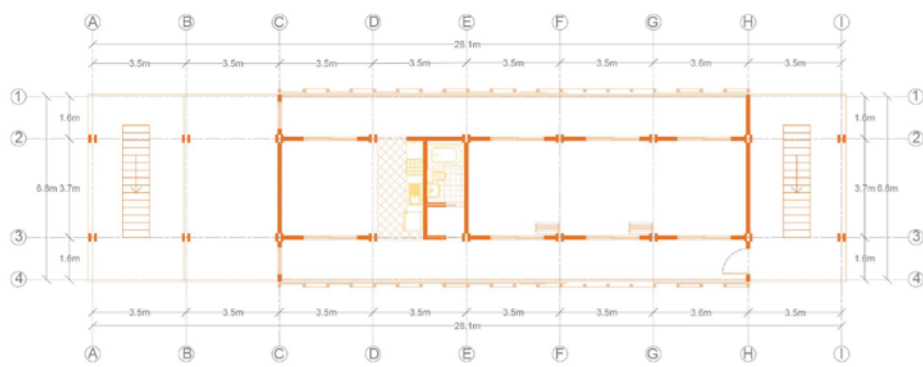 A B C D E F G H I
28.1m
3.5m 3.5m 3.5m 3.5m 3.5m 3.5m 3.6m 3.5m
1 1
1.6m 1.6m
2 2
6.8m 3.7m 3.7m 6.8m
3 3
1.6m 1.6m
4 4
3.5m 3.5m 3.5m 3.5m 3.5m 3.5m 3.6m 3.5m
28.1m
A B C D E F G H I